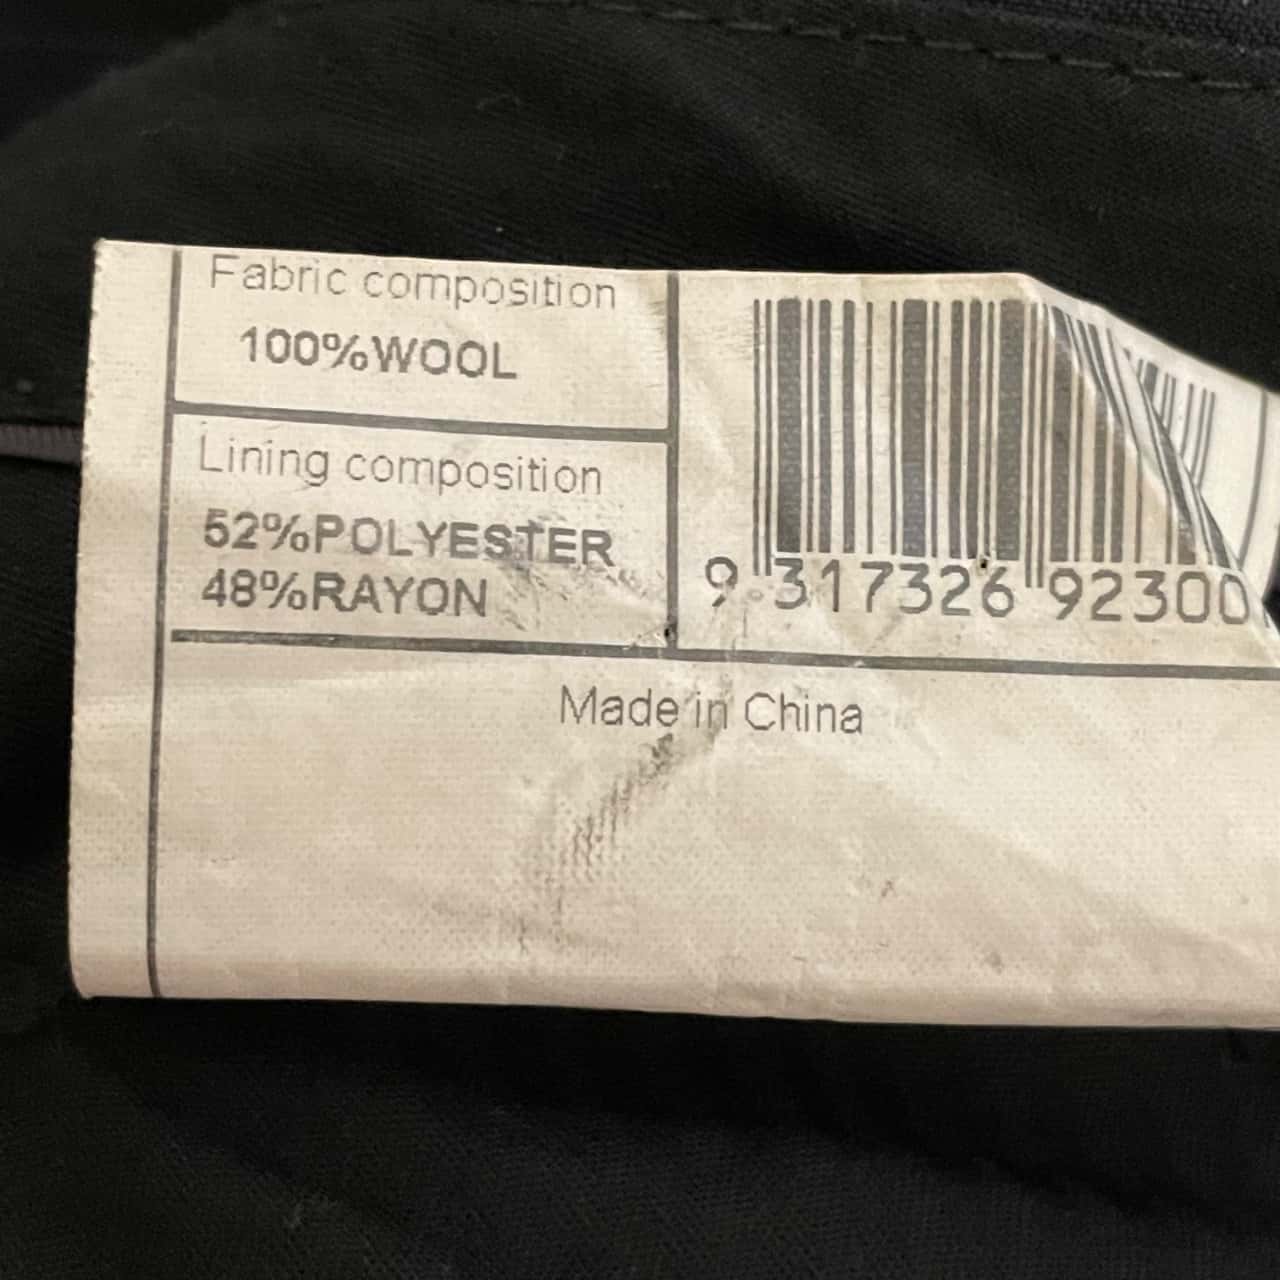 Fabric composition
100%WOOL
Lining composition
52%POLYESTER
48%RAYON
9 317326 92300
Made in China